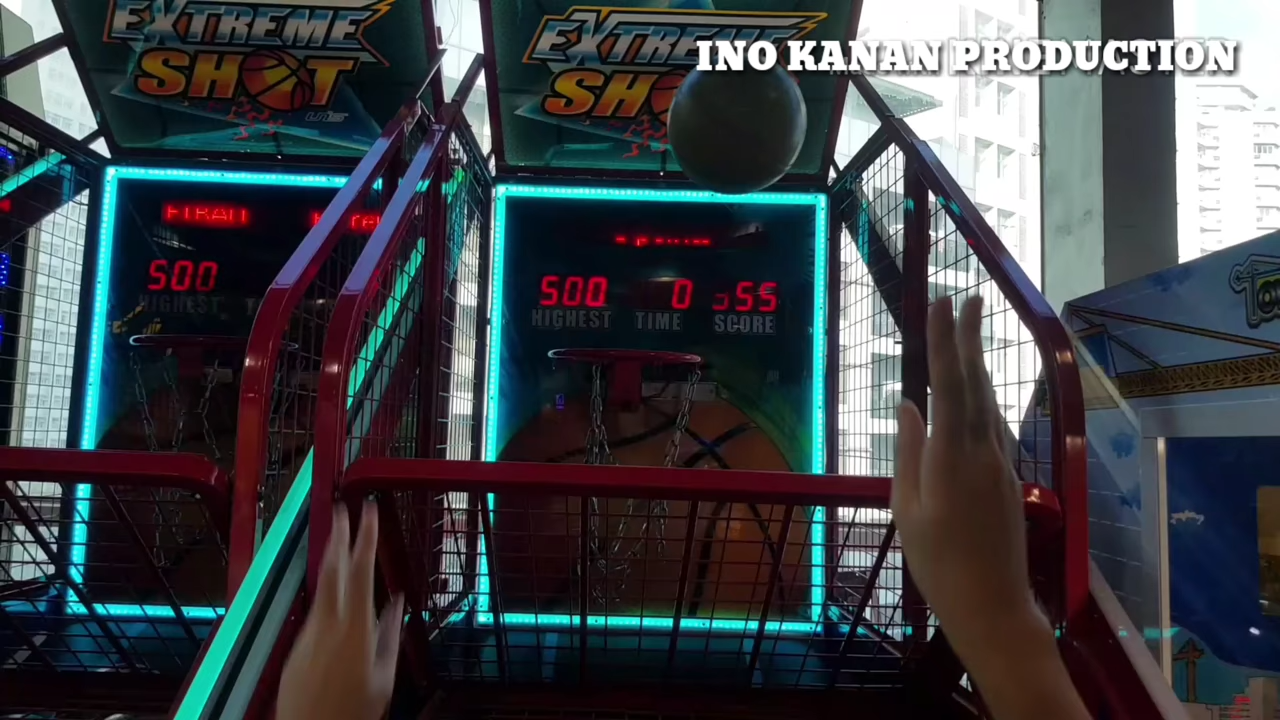 EXTREME
SHOT
EXTREME
SHO
INO KANAN PRODUCTION
500
HIGHEST
500 0 55
HIGHEST TIME SCORE